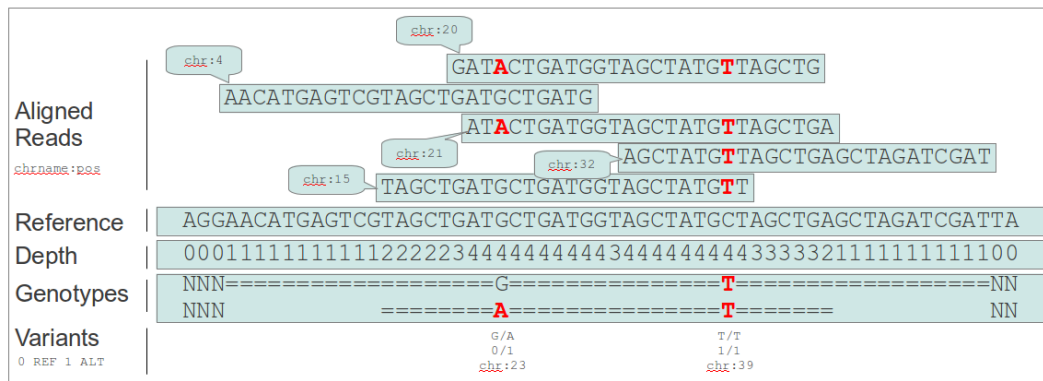 chr:20
GATACTGATGGTAGCTATGTTAGCTG
chr:4
AACATGAGTCGTAGCTGATGCTGATG
Aligned
Reads
chrname:pos
ATACTGATGGTAGCTATGTTAGCTGA
chr:21
chr:32
AGCTATGTTAGCTGAGCTAGATCGAT
chr:15
TAGCTGATGCTGATGGTAGCTATGTT
Reference
AGGAACATGAGTCGTAGCTGATGCTGATGGTAGCTATGCTAGCTGAGCTAGATCGATTA
Depth
00011111111111222223444444444434444444443333321111111111100
Genotypes
NNN===================G===============T==================NN
NNN ========A===============T======= NN
Variants
0 REF 1 ALT
G/A
0/1
chr:23
T/T
1/1
chr:39